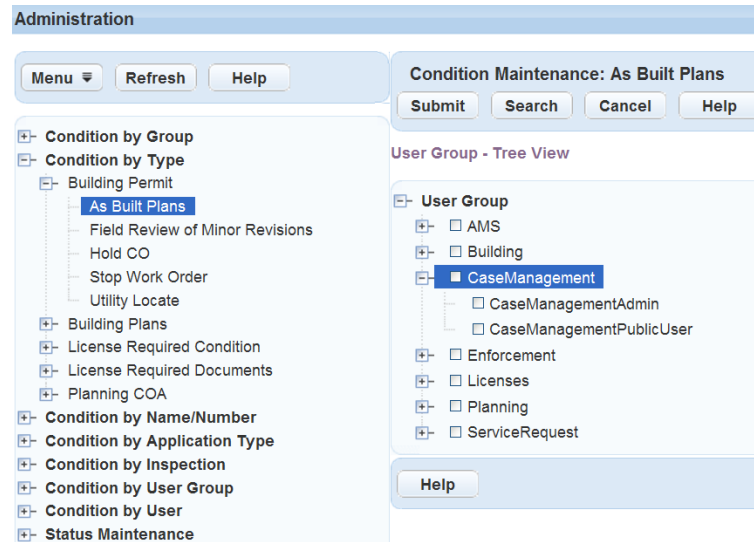 Administration
Menu Refresh Help
Condition by Group
Condition by Type
Building Permit
As Built Plans
Field Review of Minor Revisions
Hold CO
Stop Work Order
Utility Locate
Building Plans
License Required Condition
License Required Documents
Planning COA
Condition by Name/Number
Condition by Application Type
Condition by Inspection
Condition by User Group
Condition by User
Status Maintenance
Condition Maintenance: As Built Plans
Submit Search Cancel Help
User Group - Tree View
User Group
AMS
Building
CaseManagement
CaseManagementAdmin
CaseManagementPublicUser
Enforcement
Licenses
Planning
ServiceRequest
Help